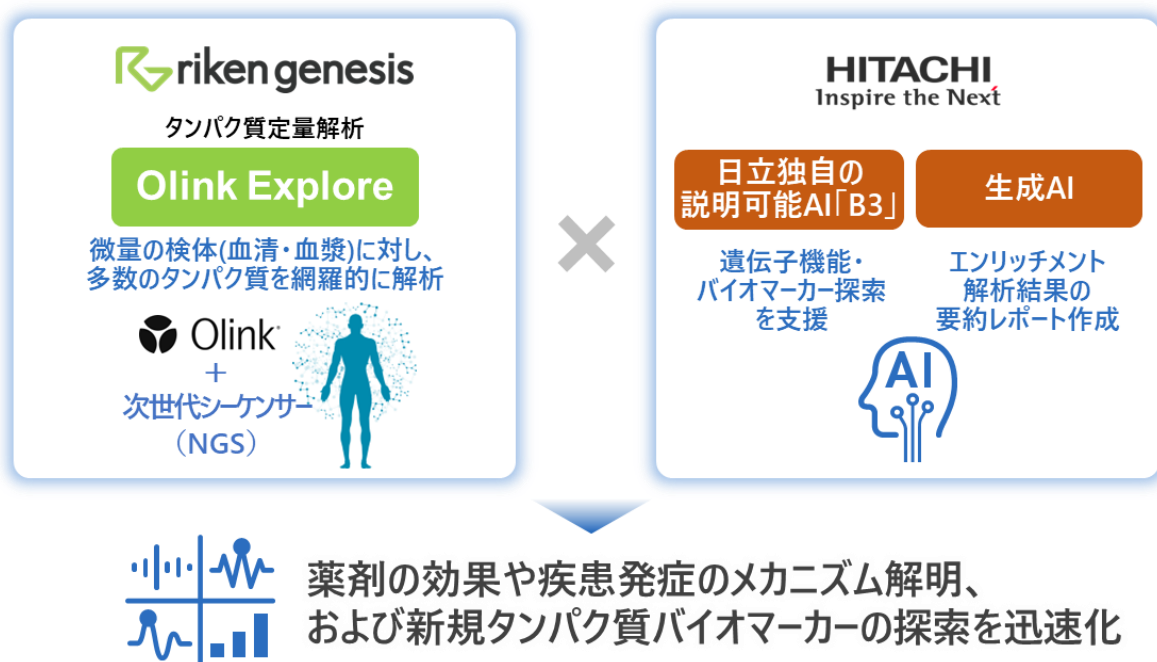 riken genesis
タンパク質定量解析
Olink Explore
微量の検体(血清・血漿)に対し、
多数のタンパク質を網羅的に解析
Olink
+
次世代シーケンサー
（NGS）
×
HITACHI
Inspire the Next
日立独自の
説明可能AI「B3」
遺伝子機能・
バイオマーカー探索
を支援
生成AI
エンリッチメント
解析結果の
要約レポート作成
AI
薬剤の効果や疾患発症のメカニズム解明、
および新規タンパク質バイオマーカーの探索を迅速化